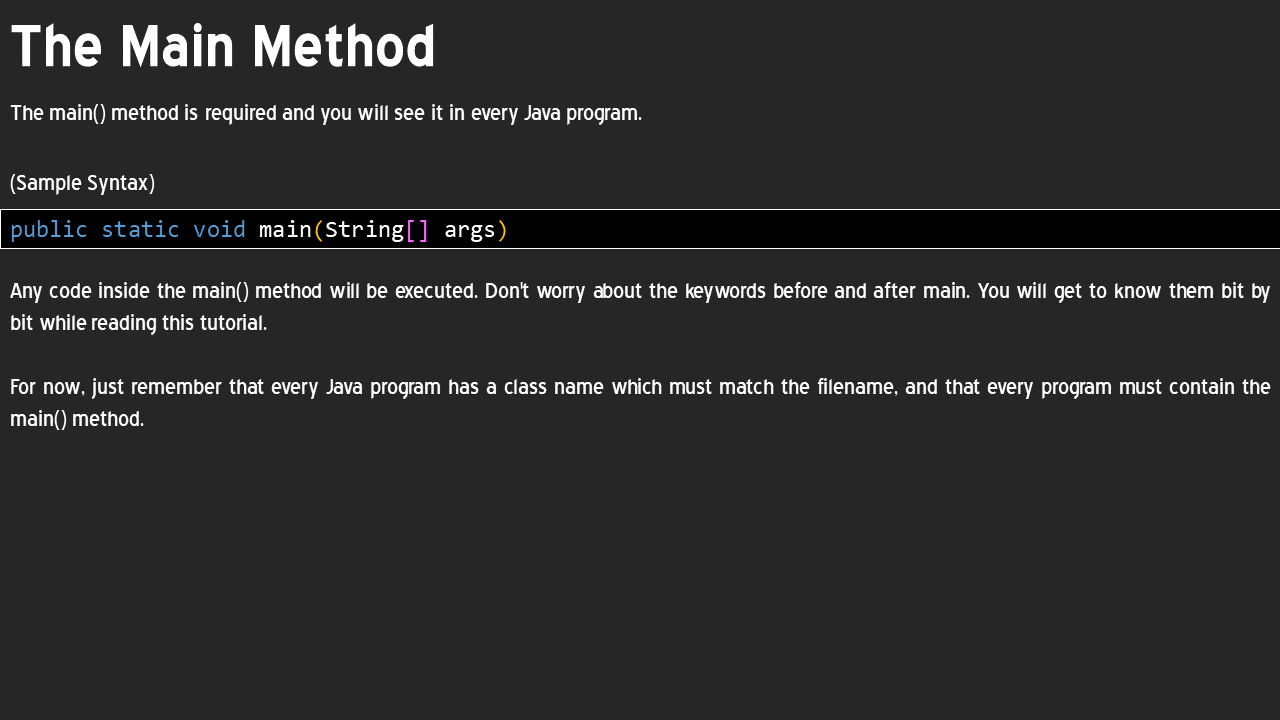 The Main Method
The main() method is required and you will see it in every Java program.
(Sample Syntax)
public static void main(String[] args)
Any code inside the main() method will be executed. Don't worry about the keywords before and after main. You will get to know them bit by
bit while reading this tutorial.
For now, just remember that every Java program has a class name which must match the filename, and that every program must contain the
main() method.